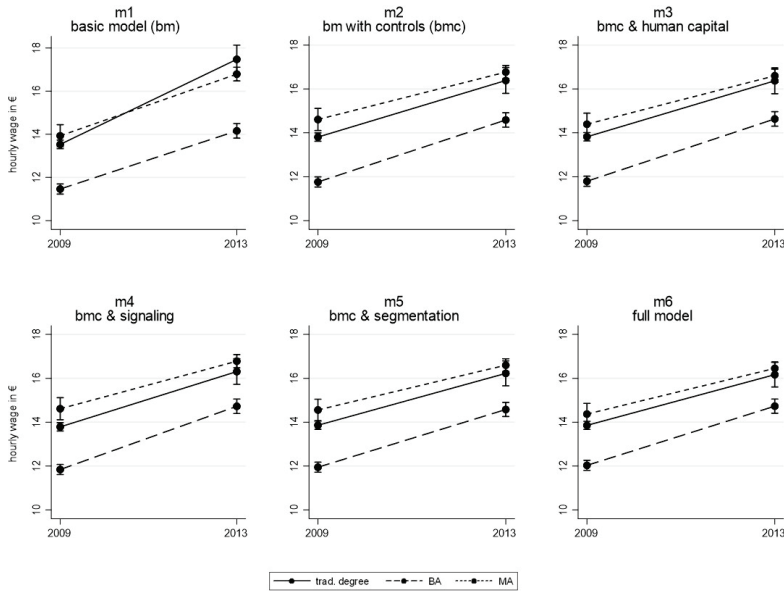 m1
basic model (bm)
m2
bm with controls (bmc)
m3
bmc & human capital
hourly wage in €
18
16
14
12
10
2009
2013
18
16
14
12
10
2009
2013
18
16
14
12
10
2009
2013
m4
bmc & signaling
m5
bmc & segmentation
m6
full model
hourly wage in €
18
16
14
12
10
2009
2013
18
16
14
12
10
2009
2013
18
16
14
12
10
2009
2013
trad. degree BA MA